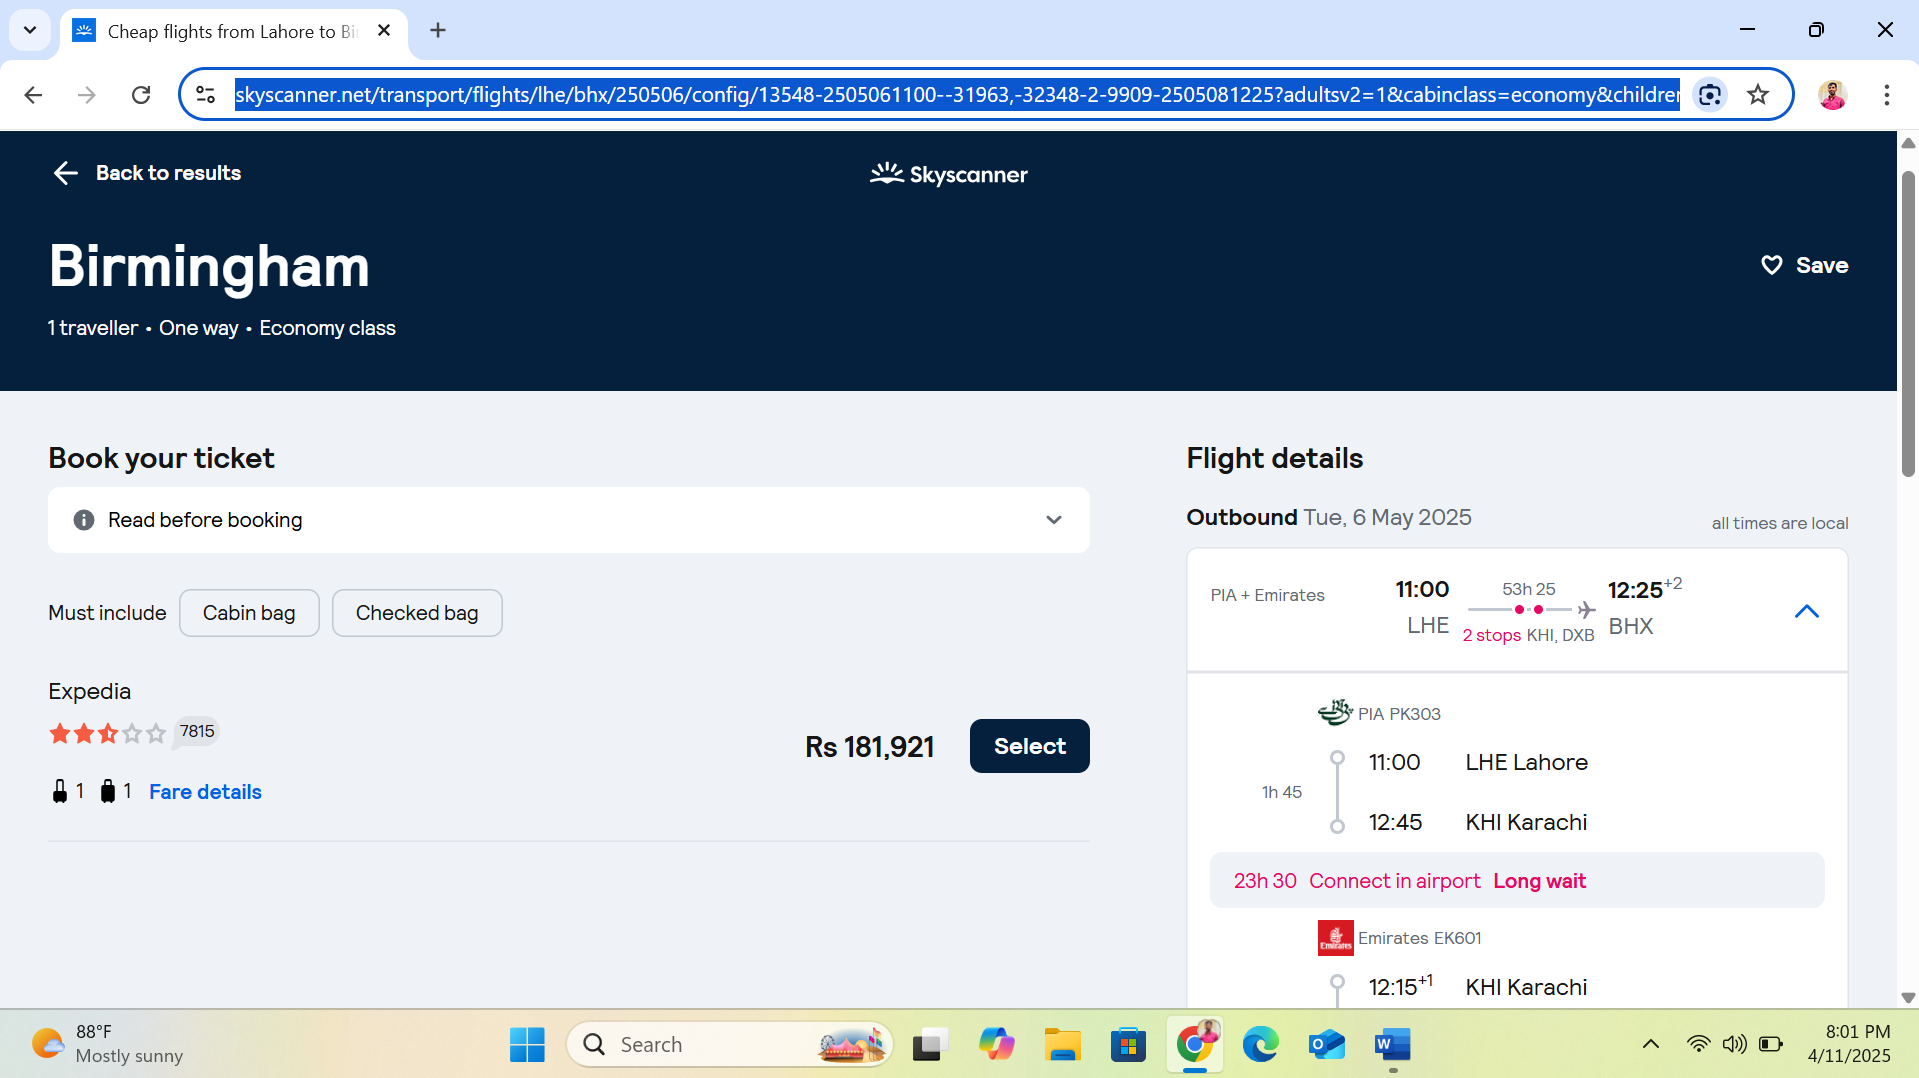 Cheap flights from Lahore to Bi
skyscanner.net/transport/flights/lhe/bhx/250506/config/13548-2505061100--31963,-32348-2-9909-2505081225?adultsv2=1&cabinclass=economy&childrer
Back to results
Skyscanner
Birmingham
Save
1 traveller • One way • Economy class
Book your ticket
Read before booking
Must include Cabin bag Checked bag
Expedia
7815
Rs 181,921 Select
1 1 Fare details
Flight details
Outbound Tue, 6 May 2025
all times are local
PIA + Emirates
11:00
LHE
53h 25
2 stops KHI, DXB
12:25+2
BHX
PIA PK303
11:00 LHE Lahore
1h 45
12:45 KHI Karachi
23h 30 Connect in airport Long wait
Emirates
Emirates EK601
12:15+1 KHI Karachi
88°F
Mostly sunny
Search
W
8:01 PM
4/11/2025